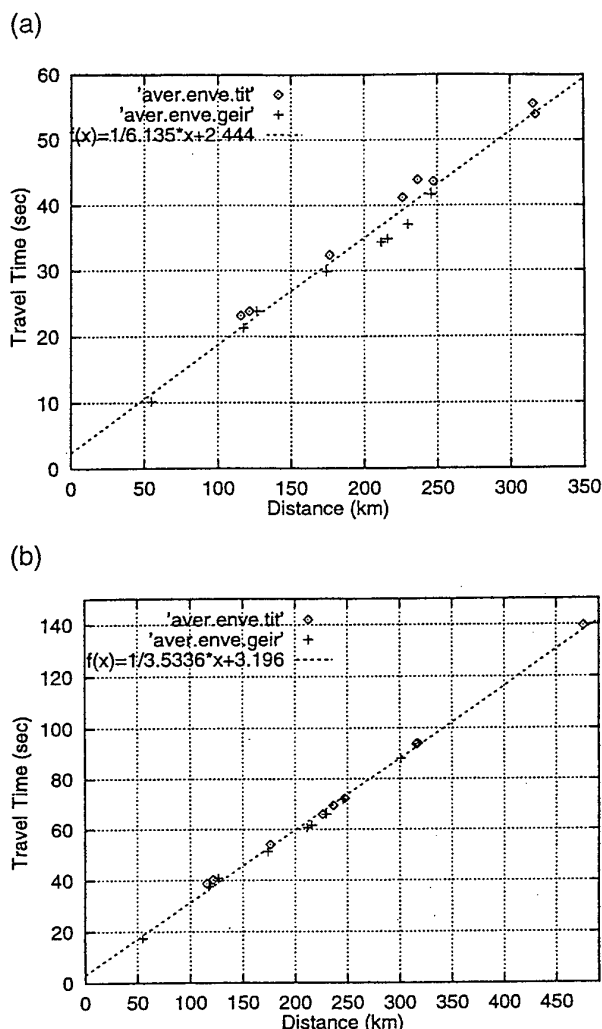 (a)
60
50
40
30
20
10
0
Travel Time (sec)
'aver.enve.tit'
'aver.enve.geir'
f(x)=1/6.135*x+2.444
0 50 100 150 200 250 300 350
Distance (km)
(b)
140
120
100
80
60
40
20
0
Travel Time (sec)
'aver.enve.tit'
'aver.enve.geir'
f(x)=1/3.5336*x+3.196
0 50 100 150 200 250 300 350 400 450
Distance (km)